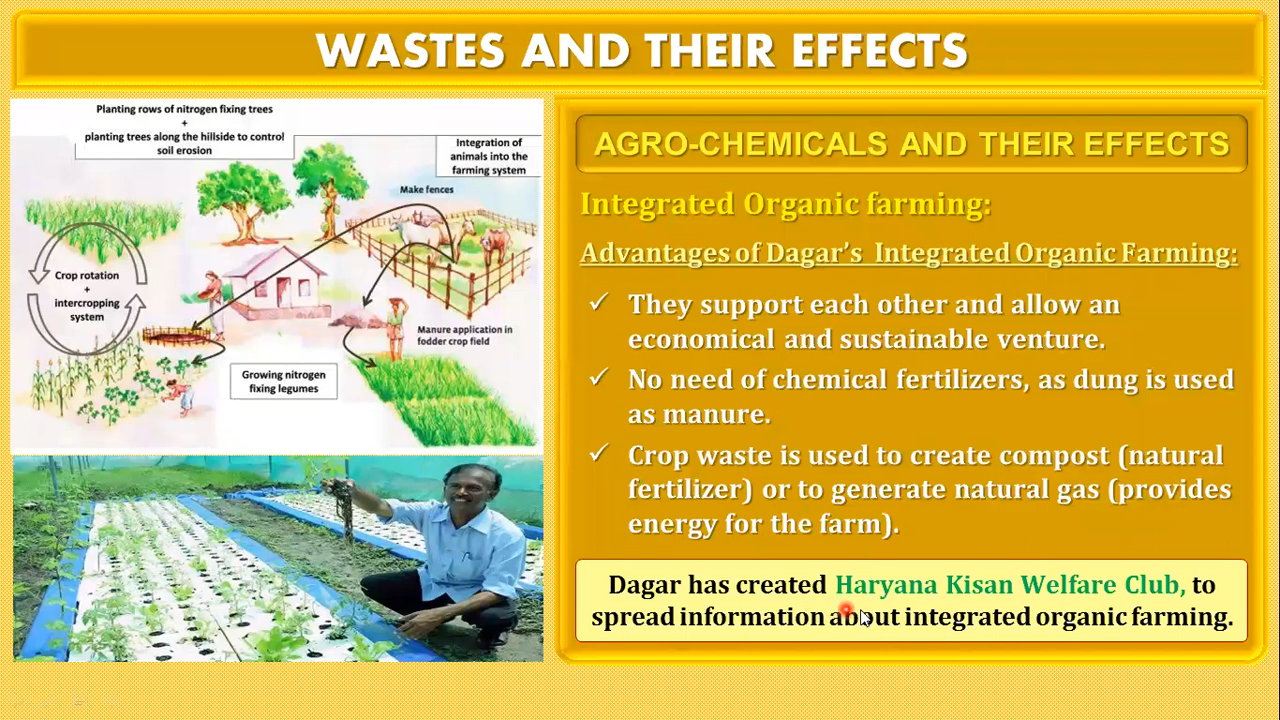 WASTES AND THEIR EFFECTS
Planting rows of nitrogen fixing trees
+
planting trees along the hillside to control
soil erosion
Integration of
animals into the
farming system
Make fences
Crop rotation
+
intercropping
system
Manure application in
fodder crop field
Growing nitrogen
fixing legumes
AGRO-CHEMICALS AND THEIR EFFECTS
Integrated Organic farming:
Advantages of Dagar’s Integrated Organic Farming:
✓ They support each other and allow an
economical and sustainable venture.
✓ No need of chemical fertilizers, as dung is used
as manure.
✓ Crop waste is used to create compost (natural
fertilizer) or to generate natural gas (provides
energy for the farm).
Dagar has created Haryana Kisan Welfare Club, to
spread information about integrated organic farming.